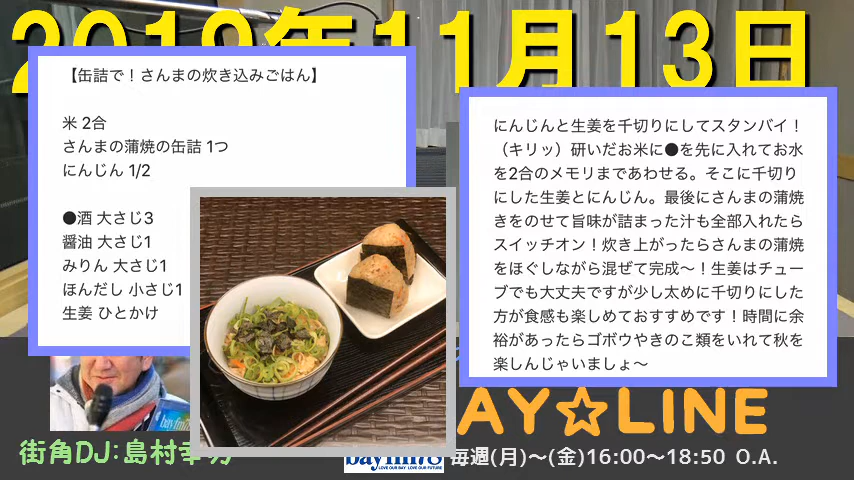 2019年11月13日
【缶詰で！さんまの炊き込みごはん】
米 2合
さんまの蒲焼の缶詰 1つ
にんじん 1/2
●酒 大さじ3
醤油 大さじ1
みりん 大さじ1
ほんだし 小さじ1
生姜 ひとかけ
にんじんと生姜を千切りにしてスタンバイ！
（キリッ）研いだお米に●を先に入れてお水
を2合のメモリまであわせる。そこに千切り
にした生姜とにんじん。最後にさんまの蒲焼
きをのせて旨味が詰まった汁も全部入れたら
スイッチオン！炊き上がったらさんまの蒲焼
をほぐしながら混ぜて完成〜！生姜はチュー
ブでも大丈夫ですが少し太めに千切りにした
方が食感も楽しめておすすめです！時間に余
裕があったらゴボウやきのこ類をいれて秋を
楽しんじゃいましょ〜
AY☆LINE
街角DJ:島村幸
bayfm78
LOVE OUR BAY LOVE OUR FUTURE
毎週(月)〜(金)16:00〜18:50 O.A.